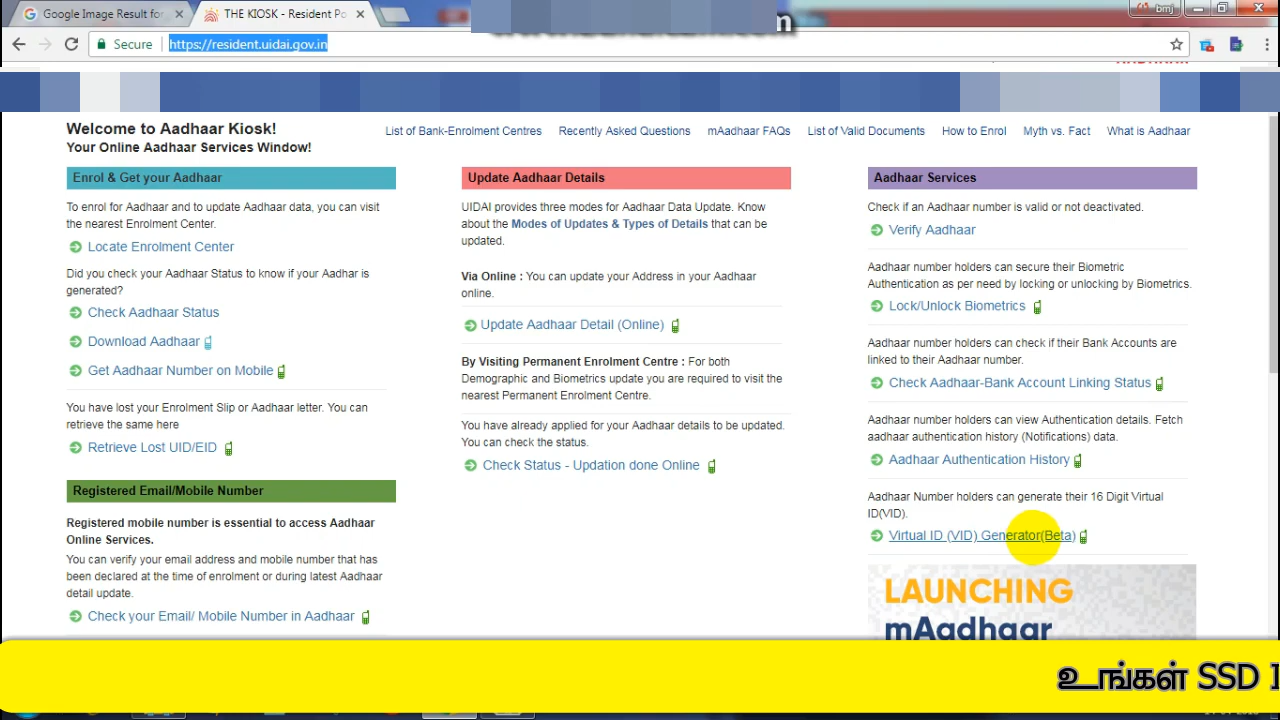 Google Image Result for
THE KIOSK - Resident Po
bmj
Secure
https://resident.uidai.gov.in
Welcome to Aadhaar Kiosk!
Your Online Aadhaar Services Window!
List of Bank-Enrolment Centres
Recently Asked Questions
mAadhaar FAQs
List of Valid Documents
How to Enrol
Myth vs. Fact
What is Aadhaar
Enrol & Get your Aadhaar
To enrol for Aadhaar and to update Aadhaar data, you can visit
the nearest Enrolment Center.
Locate Enrolment Center
Did you check your Aadhaar Status to know if your Aadhar is
generated?
Check Aadhaar Status
Download Aadhaar
Get Aadhaar Number on Mobile
You have lost your Enrolment Slip or Aadhaar letter. You can
retrieve the same here
Retrieve Lost UID/EID
Registered Email/Mobile Number
Registered mobile number is essential to access Aadhaar
Online Services.
You can verify your email address and mobile number that has
been declared at the time of enrolment or during latest Aadhaar
detail update.
Check your Email/ Mobile Number in Aadhaar
Update Aadhaar Details
UIDAI provides three modes for Aadhaar Data Update. Know
about the Modes of Updates & Types of Details that can be
updated.
Via Online : You can update your Address in your Aadhaar
online.
Update Aadhaar Detail (Online)
By Visiting Permanent Enrolment Centre : For both
Demographic and Biometrics update you are required to visit the
nearest Permanent Enrolment Centre.
You have already applied for your Aadhaar details to be updated.
You can check the status.
Check Status - Updation done Online
Aadhaar Services
Check if an Aadhaar number is valid or not deactivated.
Verify Aadhaar
Aadhaar number holders can secure their Biometric
Authentication as per need by locking or unlocking by Biometrics.
Lock/Unlock Biometrics
Aadhaar number holders can check if their Bank Accounts are
linked to their Aadhaar number.
Check Aadhaar-Bank Account Linking Status
Aadhaar number holders can view Authentication details. Fetch
aadhaar authentication history (Notifications) data.
Aadhaar Authentication History
Aadhaar Number holders can generate their 16 Digit Virtual
ID(VID).
Virtual ID (VID) Generator(Beta)
LAUNCHING
mAadhaar
உங்கள் SSD